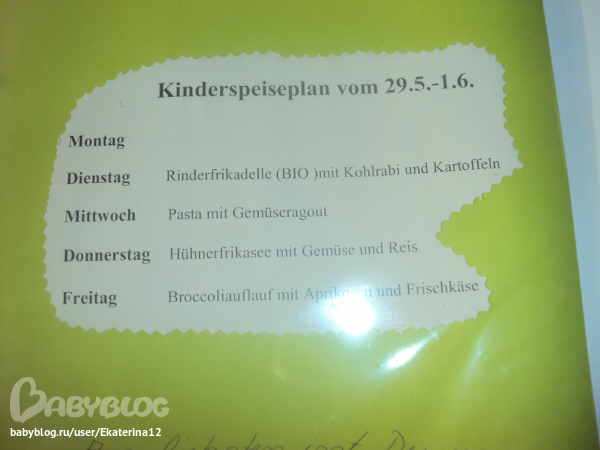 Kinderspeiseplan vom 29.5.-1.6.
Montag
Dienstag Rinderfrikadelle (BIO )mit Kohlrabi und Kartoffeln
Mittwoch Pasta mit Gemüseragout
Donnerstag Hühnerfrikasee mit Gemüse und Reis
Freitag Broccoliauflauf mit Aprikosen und Frischkäse
BABYBLOG
babyblog.ru/user/Ekaterina12